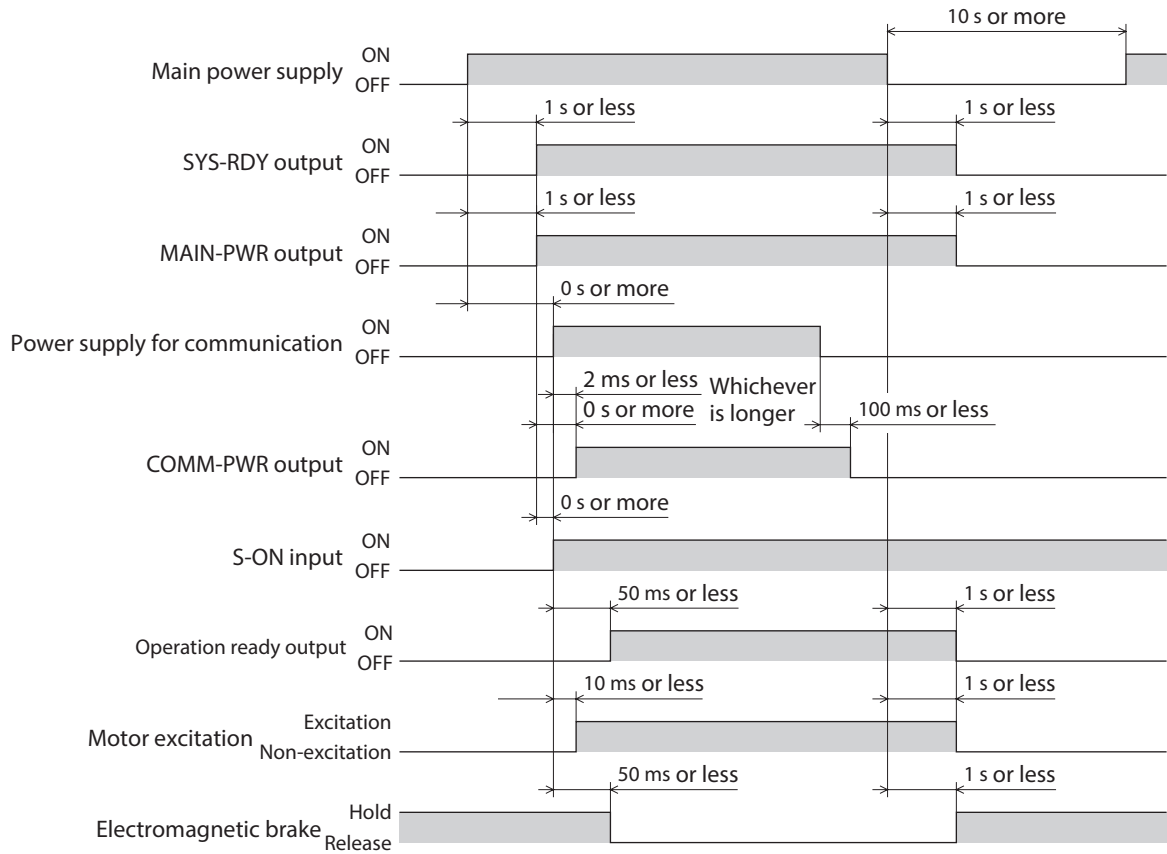 10 s or more
ON
Main power supply
OFF
1 s or less
1 s or less
ON
SYS-RDY output
OFF
1 s or less
1 s or less
ON
MAIN-PWR output
OFF
0 s or more
ON
Power supply for communication
OFF
2 ms or less
Whichever
0 s or more
is longer
100 ms or less
ON
COMM-PWR output
OFF
0 s or more
ON
S-ON input
OFF
50 ms or less
1 s or less
ON
Operation ready output
OFF
10 ms or less
1 s or less
Excitation
Motor excitation
Non-excitation
50 ms or less
1 s or less
Hold
Electromagnetic brake
Release